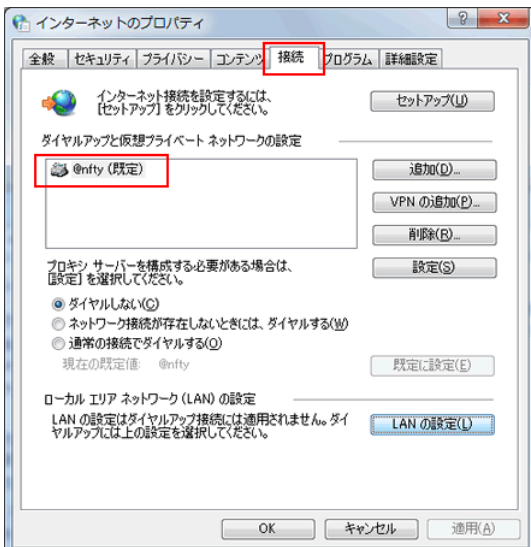 インターネットのプロパティ
全般 セキュリティ プライバシー コンテンツ 接続 プログラム 詳細設定
インターネット接続を設定するには、
[セットアップ] をクリックしてください。
セットアップ(U)
ダイヤルアップと仮想プライベート ネットワークの設定
@nfty (既定)
追加(D)...
VPN の追加(P)...
削除(R)...
プロキシ サーバーを構成する必要がある場合は、
[設定] を選択してください。
設定(S)
ダイヤルしない(C)
ネットワーク接続が存在しないときには、ダイヤルする(W)
通常の接続でダイヤルする(O)
現在の既定値: @nfty
既定に設定(E)
ローカル エリア ネットワーク (LAN) の設定
LAN の設定はダイヤルアップ接続には適用されません。ダイ
ヤルアップには上の設定を選択してください。
LAN の設定(L)
OK キャンセル 適用(A)